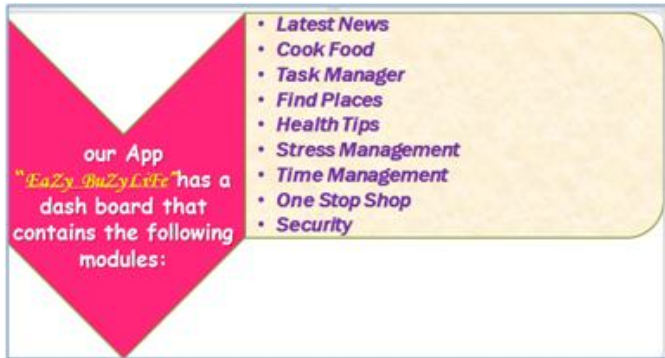 our App
"EaZy BuZyLiFe" has a
dash board that
contains the following
modules:
• Latest News
• Cook Food
• Task Manager
• Find Places
• Health Tips
• Stress Management
• Time Management
• One Stop Shop
• Security